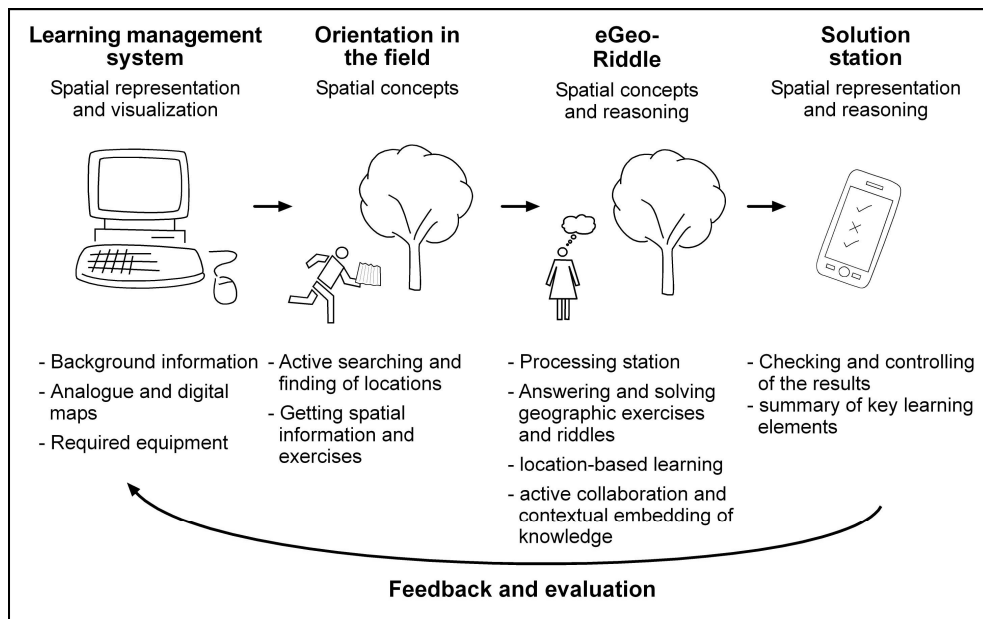 Learning management
system
Spatial representation
and visualization
- Background information
- Analogue and digital
maps
- Required equipment
Orientation in
the field
Spatial concepts
- Active searching and
finding of locations
- Getting spatial
information and
exercises
eGeo-
Riddle
Spatial concepts
and reasoning
- Processing station
- Answering and solving
geographic exercises
and riddles
- location-based learning
- active collaboration and
contextual embedding of
knowledge
Solution
station
Spatial representation
and reasoning
- Checking and controlling
of the results
- summary of key learning
elements
Feedback and evaluation